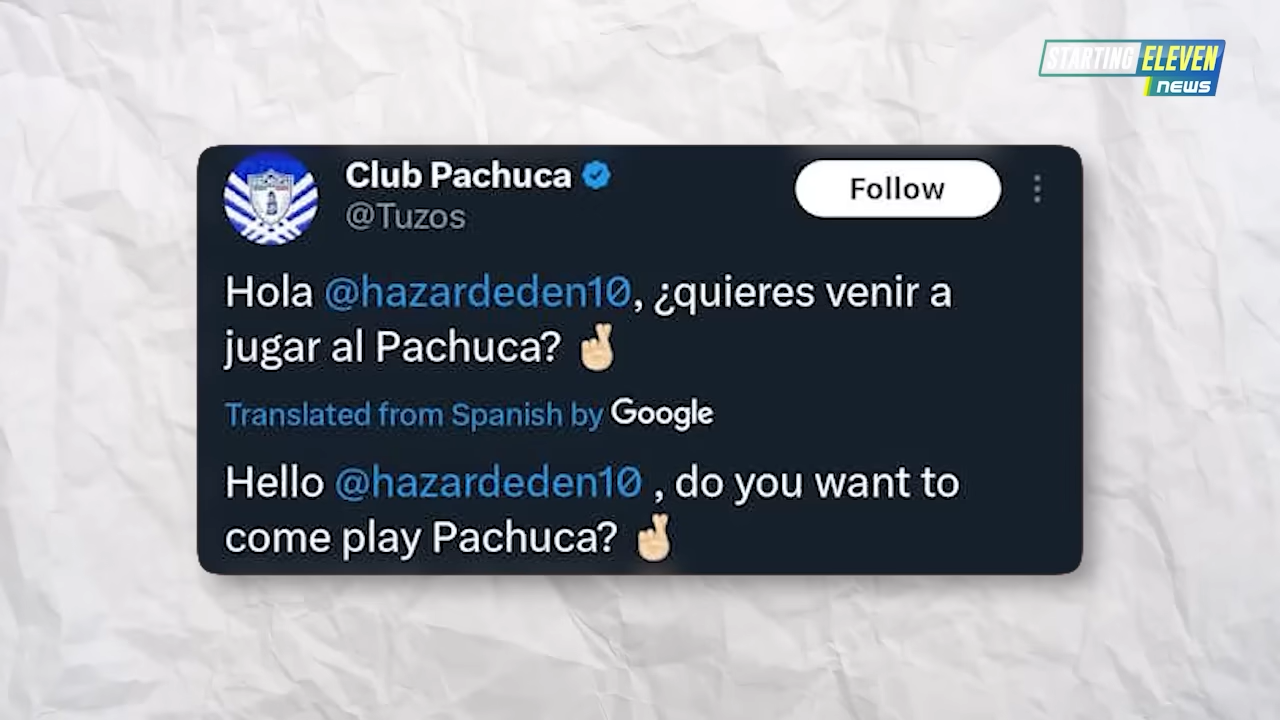 STARTING ELEVEN
news
Club Pachuca
@Tuzos
Follow
Hola @hazardeden10, ¿quieres venir a
jugar al Pachuca? 🤞🏻
Translated from Spanish by Google
Hello @hazardeden10 , do you want to
come play Pachuca? 🤞🏻